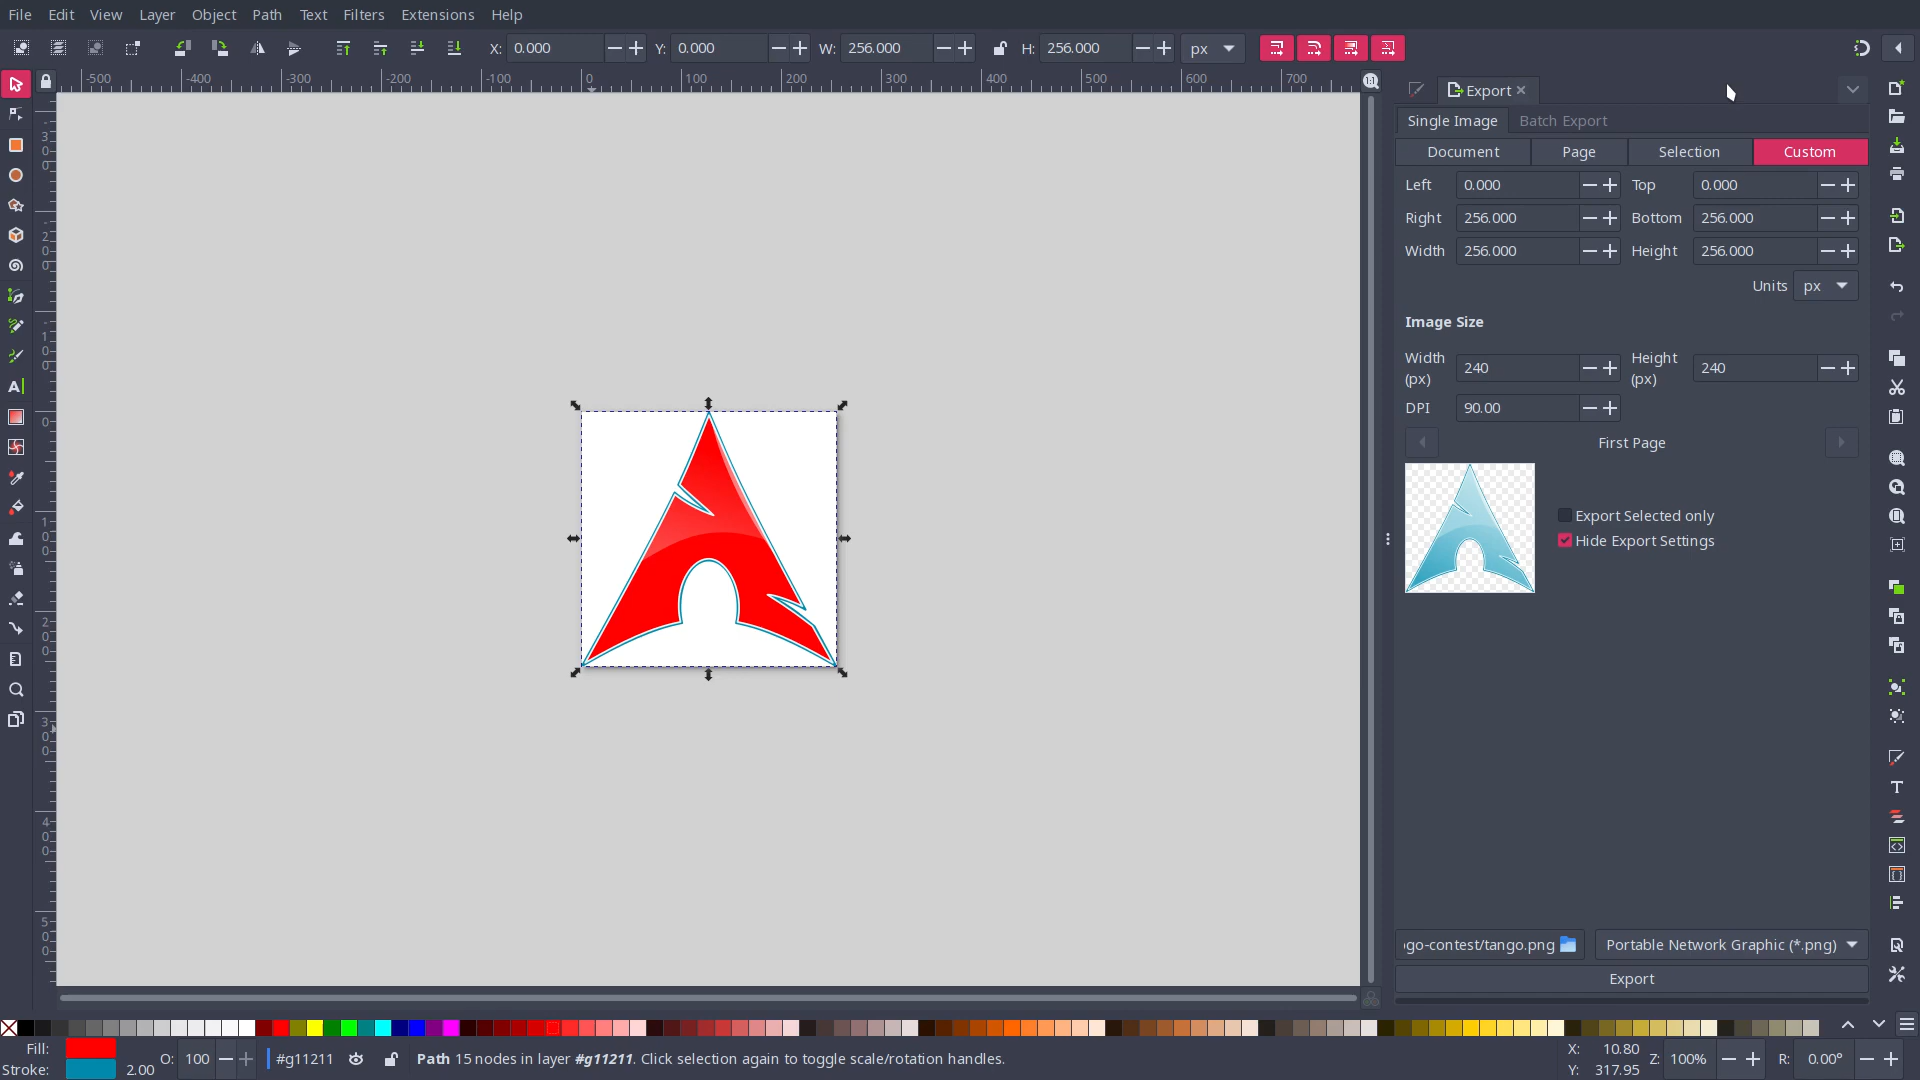 File Edit View Layer Object Path Text Filters Extensions Help
X: 0.000 Y: 0.000 W: 256.000 H: 256.000 px
-500 -400 -300 -200 -100 0 100 200 300 400 500 600 700
Export
Single Image Batch Export
Document Page Selection Custom
Left 0.000 Top 0.000
Right 256.000 Bottom 256.000
Width 256.000 Height 256.000
Units px
Image Size
Width (px) 240 Height (px) 240
DPI 90.00
First Page
Export Selected only
Hide Export Settings
ogo-contest/tango.png Portable Network Graphic (*.png)
Export
Fill: O: 100 #g11211 Path 15 nodes in layer #g11211. Click selection again to toggle scale/rotation handles. X: 10.80 Z: 100% R: 0.00°
Stroke: 2.00 Y: 317.95